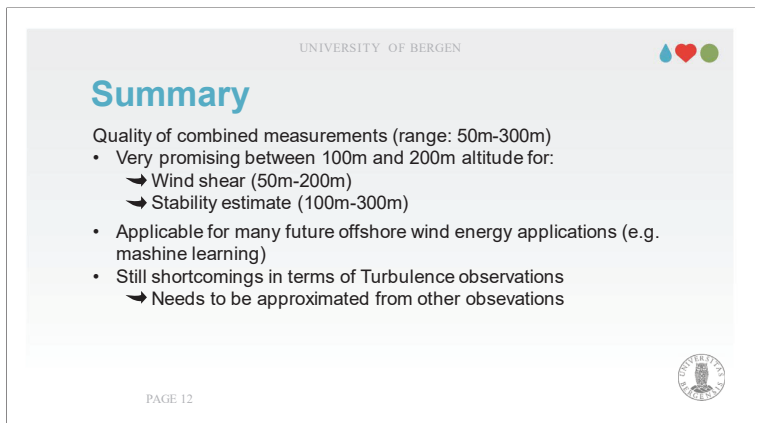 UNIVERSITY OF BERGEN
Summary
Quality of combined measurements (range: 50m-300m)
• Very promising between 100m and 200m altitude for:
Wind shear (50m-200m)
Stability estimate (100m-300m)
• Applicable for many future offshore wind energy applications (e.g.
mashine learning)
• Still shortcomings in terms of Turbulence observations
Needs to be approximated from other obsevations
UNIVERSITAS
BERGENSIS
PAGE 12